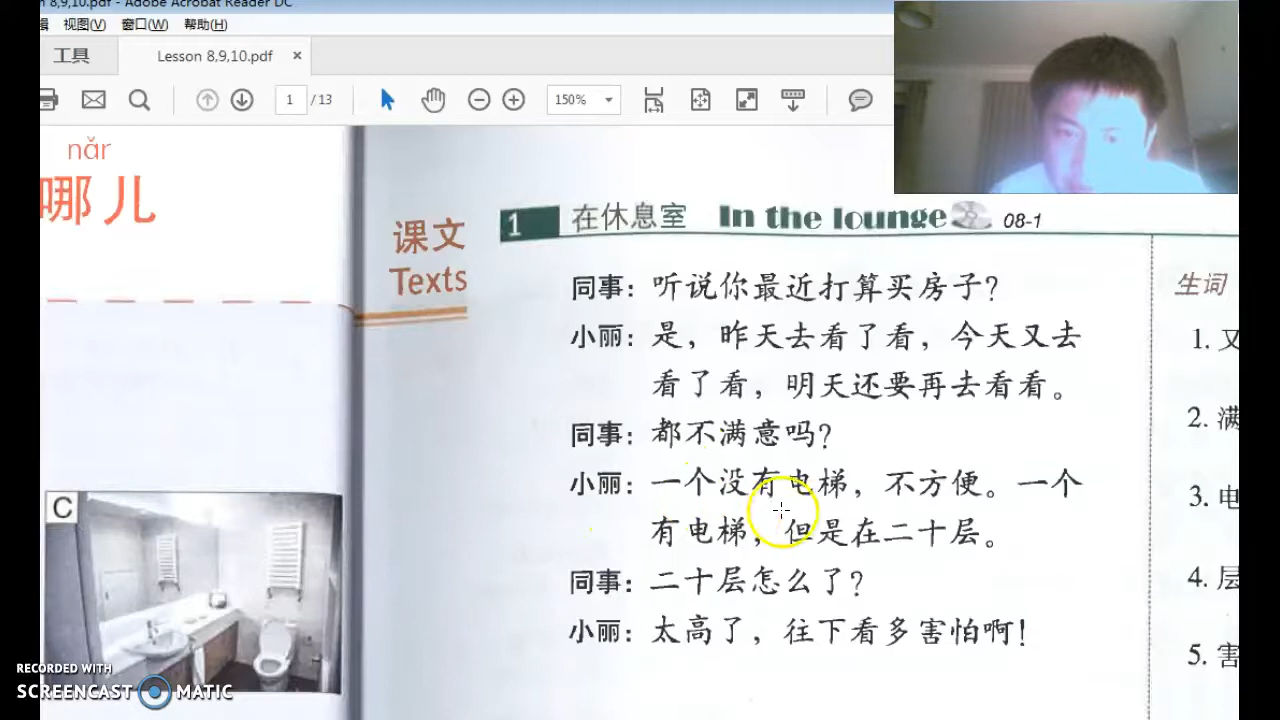 8,9,10.pdf - Adobe Acrobat Reader DC
辑 视图(V) 窗口(W) 帮助(H)
工具 Lesson 8,9,10.pdf ×
1 / 13 150%
nǎr
哪儿
课文
Texts
1 在休息室 In the lounge 08-1
同事：听说你最近打算买房子？
小丽：是，昨天去看了看，今天又去
看了看，明天还要再去看看。
同事：都不满意吗？
小丽：一个没有电梯，不方便。一个
有电梯，但是在二十层。
同事：二十层怎么了？
小丽：太高了，往下看多害怕啊！
生词
1. 又
2. 满
3. 电
4. 层
5. 害
C
RECORDED WITH
SCREENCAST MATIC